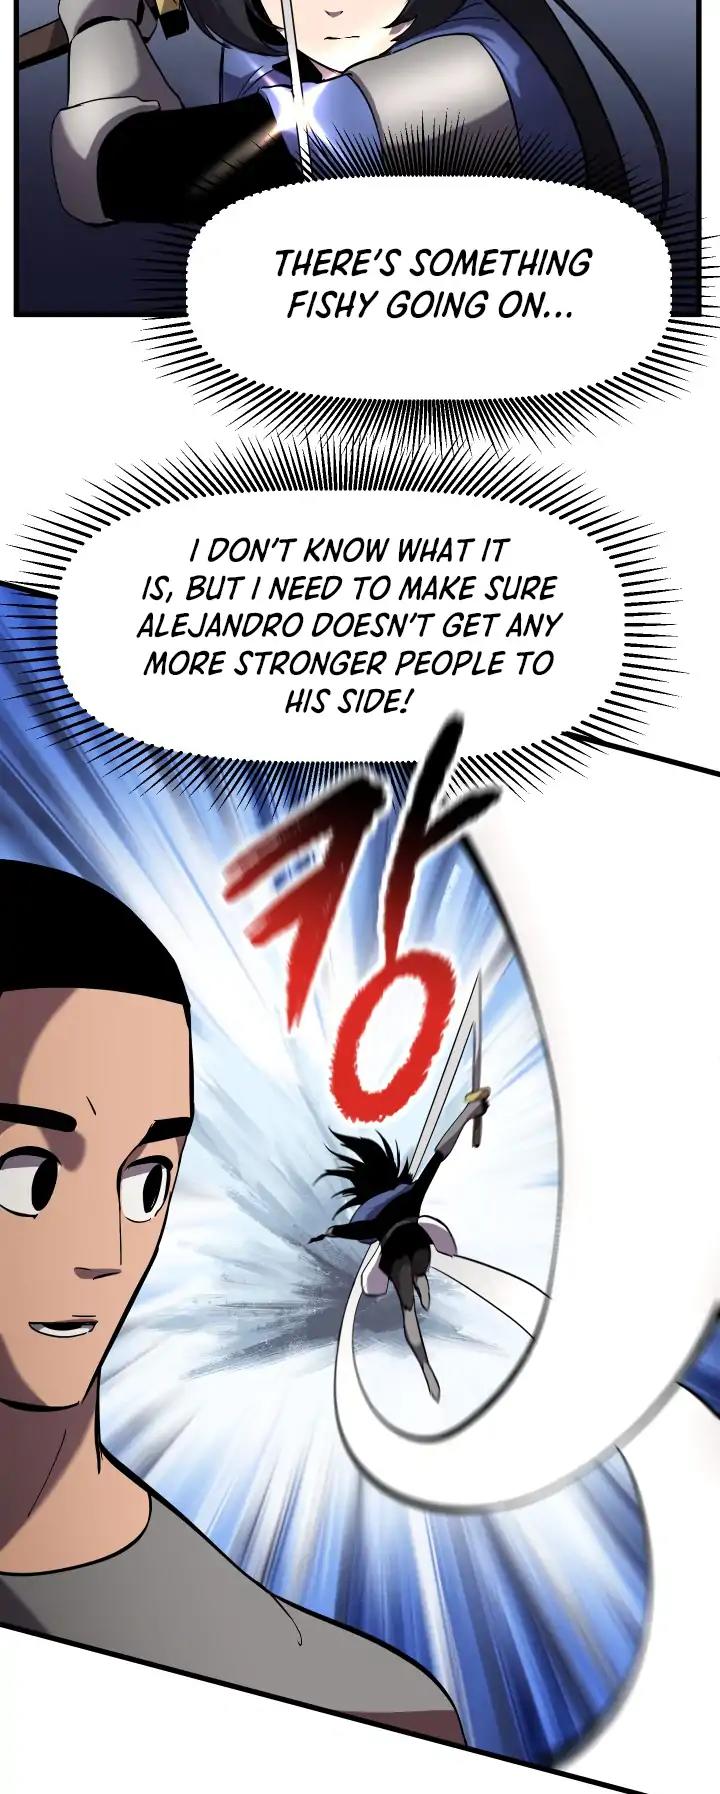 THERE'S SOMETHING
FISHY GOING ON...
I DON'T KNOW WHAT IT
IS, BUT I NEED TO MAKE SURE
ALEJANDRO DOESN'T GET ANY
MORE STRONGER PEOPLE TO
HIS SIDE!
캉